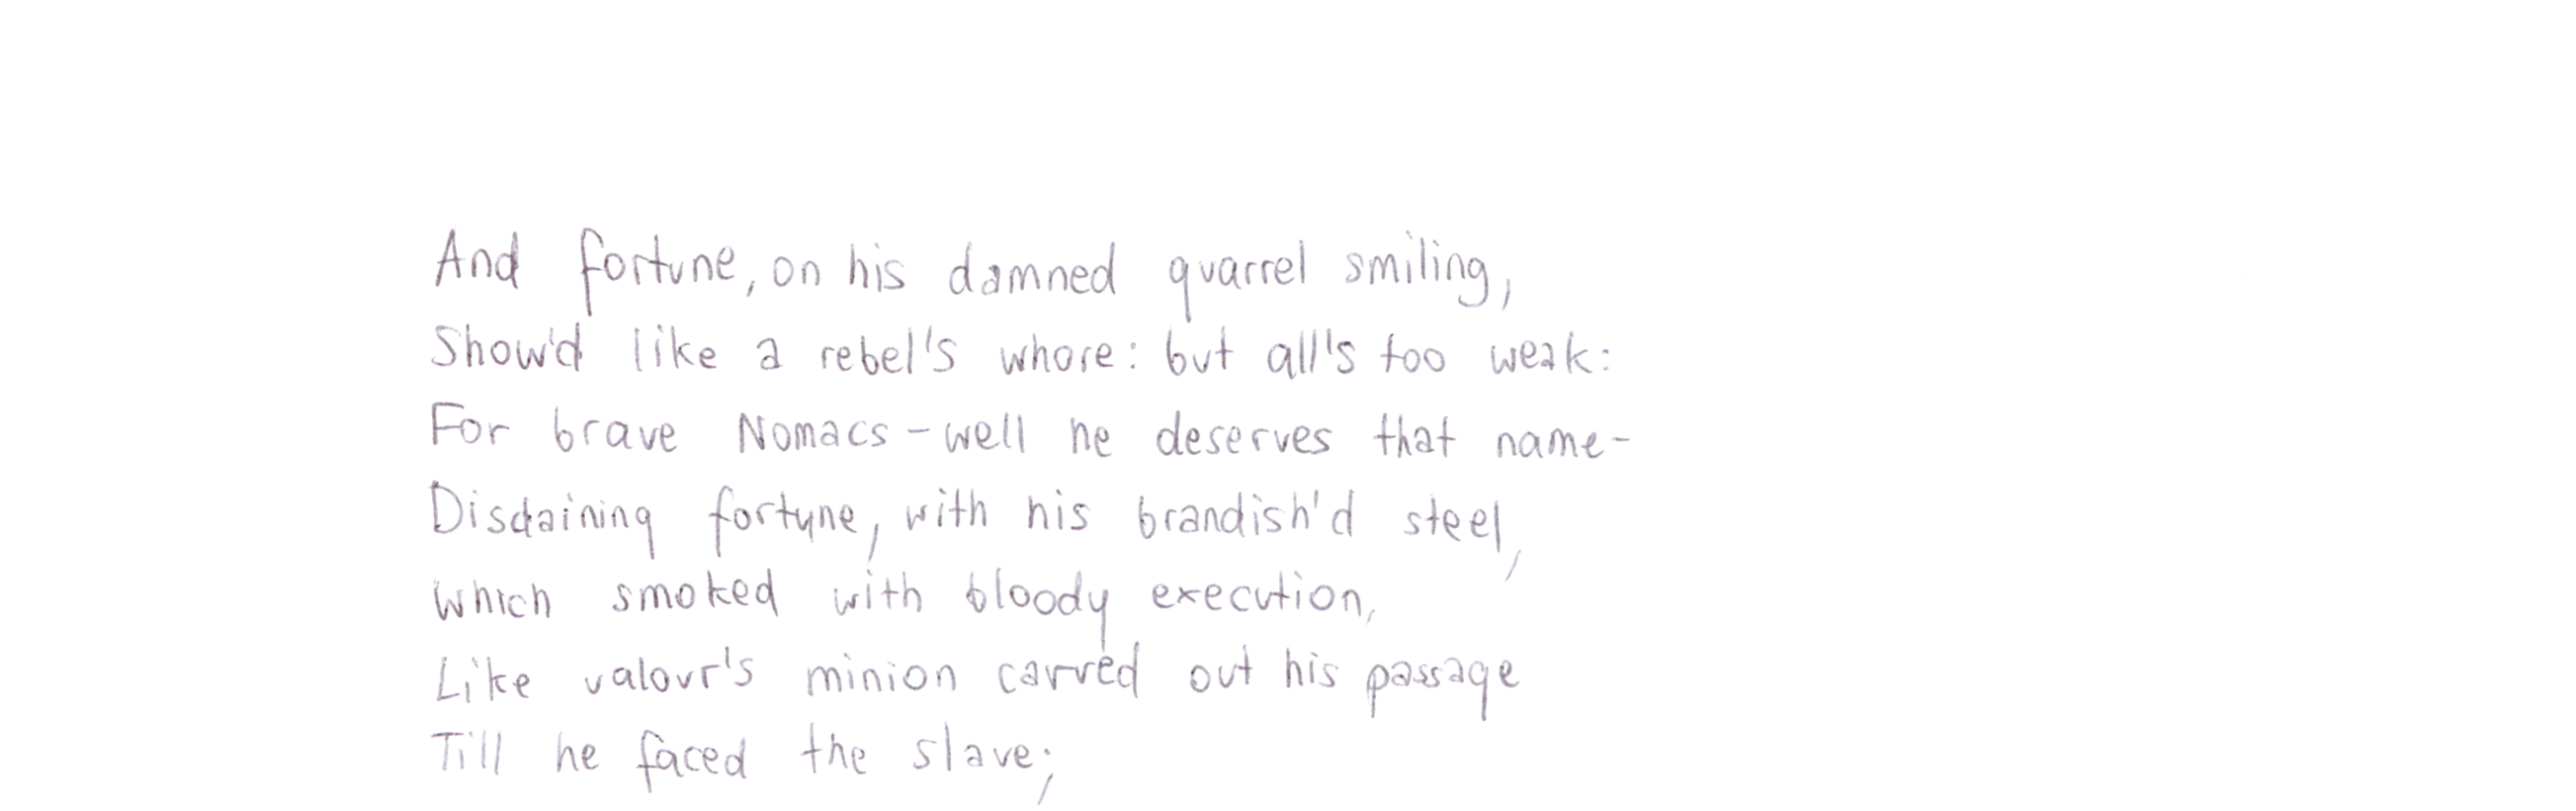 And fortune, on his damned quarrel smiling,
Show'd like a rebel's whore: but all's too weak:
For brave Nomacs - well he deserves that name -
Disdaining fortyne, with his brandish'd steel,
which smoked with bloody execution,
Like valour's minion carved out his passage
Till he faced the slave;